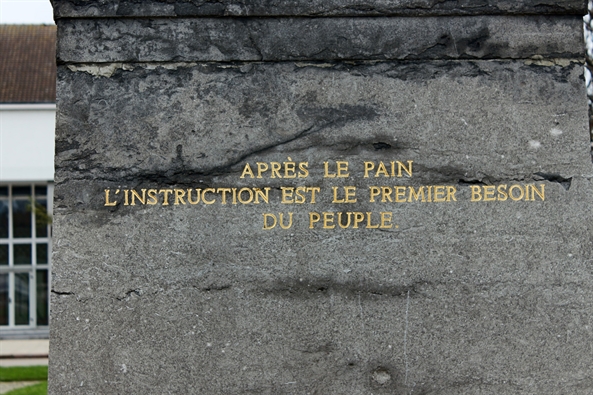 APRÈS LE PAIN
L'INSTRUCTION EST LE PREMIER BESOIN
DU PEUPLE.